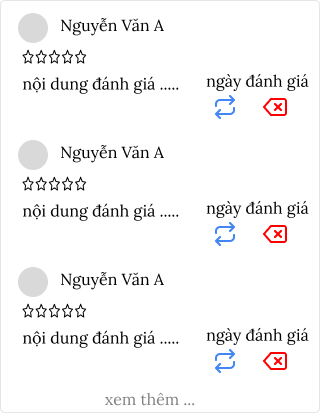 Nguyễn Văn A
nội dung đánh giá .....
ngày đánh giá
Nguyễn Văn A
nội dung đánh giá .....
ngày đánh giá
Nguyễn Văn A
nội dung đánh giá .....
ngày đánh giá
xem thêm ...